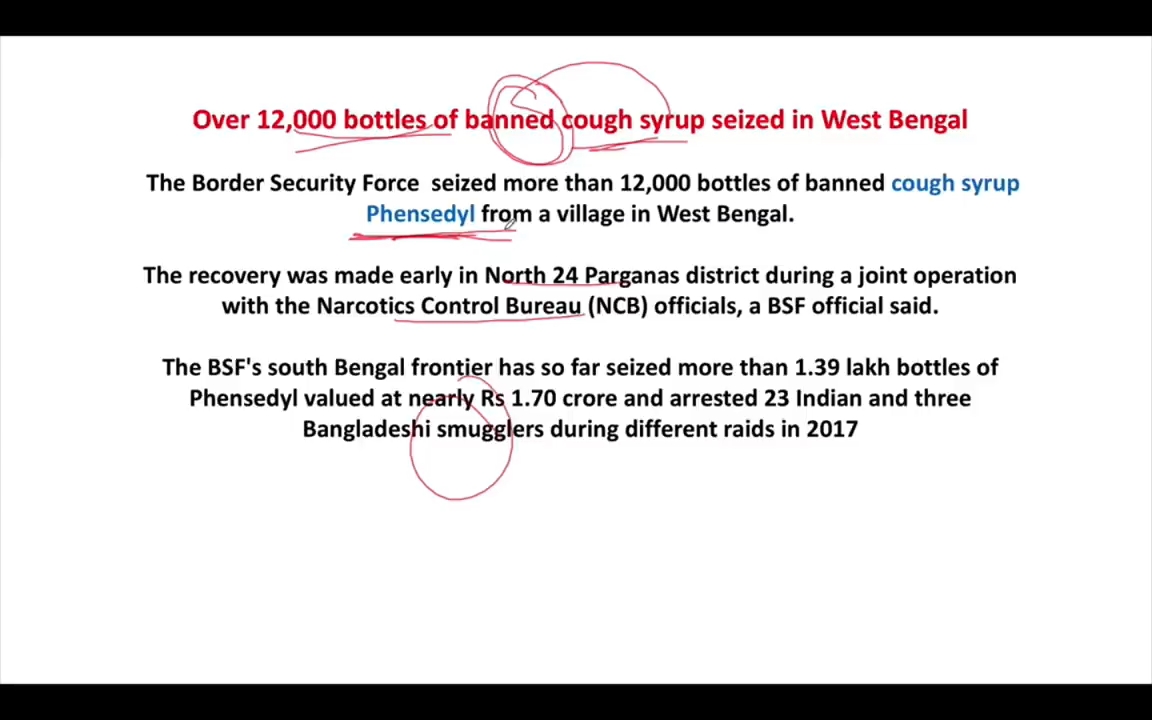 Over 12,000 bottles of banned cough syrup seized in West Bengal
The Border Security Force seized more than 12,000 bottles of banned cough syrup
Phensedyl from a village in West Bengal.
The recovery was made early in North 24 Parganas district during a joint operation
with the Narcotics Control Bureau (NCB) officials, a BSF official said.
The BSF's south Bengal frontier has so far seized more than 1.39 lakh bottles of
Phensedyl valued at nearly Rs 1.70 crore and arrested 23 Indian and three
Bangladeshi smugglers during different raids in 2017